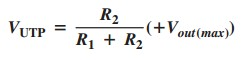 V_UTP = R_2 / (R_1 + R_2) (+V_out(max))